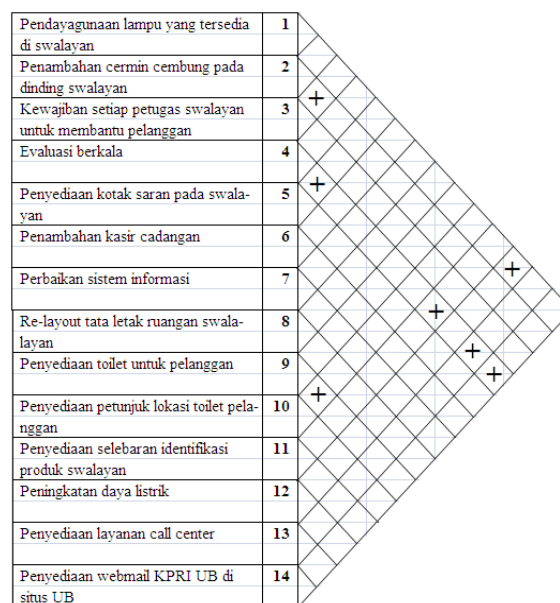 Pendayagunaan lampu yang tersedia 1
di swalayan
Penambahan cermin cembung pada 2
dinding swalayan
Kewajiban setiap petugas swalayan 3
untuk membantu pelanggan
Evaluasi berkala 4
Penyediaan kotak saran pada swala- 5
yan
Penambahan kasir cadangan 6
Perbaikan sistem informasi 7
Re-layout tata letak ruangan swala- 8
layan
Penyediaan toilet untuk pelanggan 9
Penyediaan petunjuk lokasi toilet pela- 10
nggan
Penyediaan selebaran identifikasi 11
produk swalayan
Peningkatan daya listrik 12
Penyediaan layanan call center 13
Penyediaan webmail KPRI UB di 14
situs UB
+
+
+
+
+
+
+